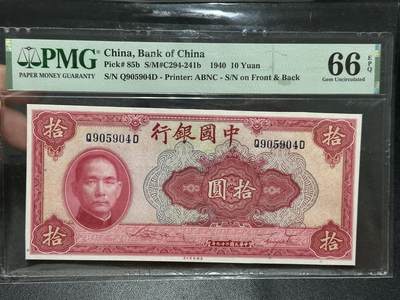 PMG
PAPER MONEY GUARANTY
China, Bank of China
Pick# 85b S/M#C294-241b 1940 10 Yuan
S/N Q905904D - Printer: ABNC - S/N on Front & Back
66 EPQ
Gem Uncirculated
拾 行銀國中 拾
Q905904D
圓拾
拾 拾